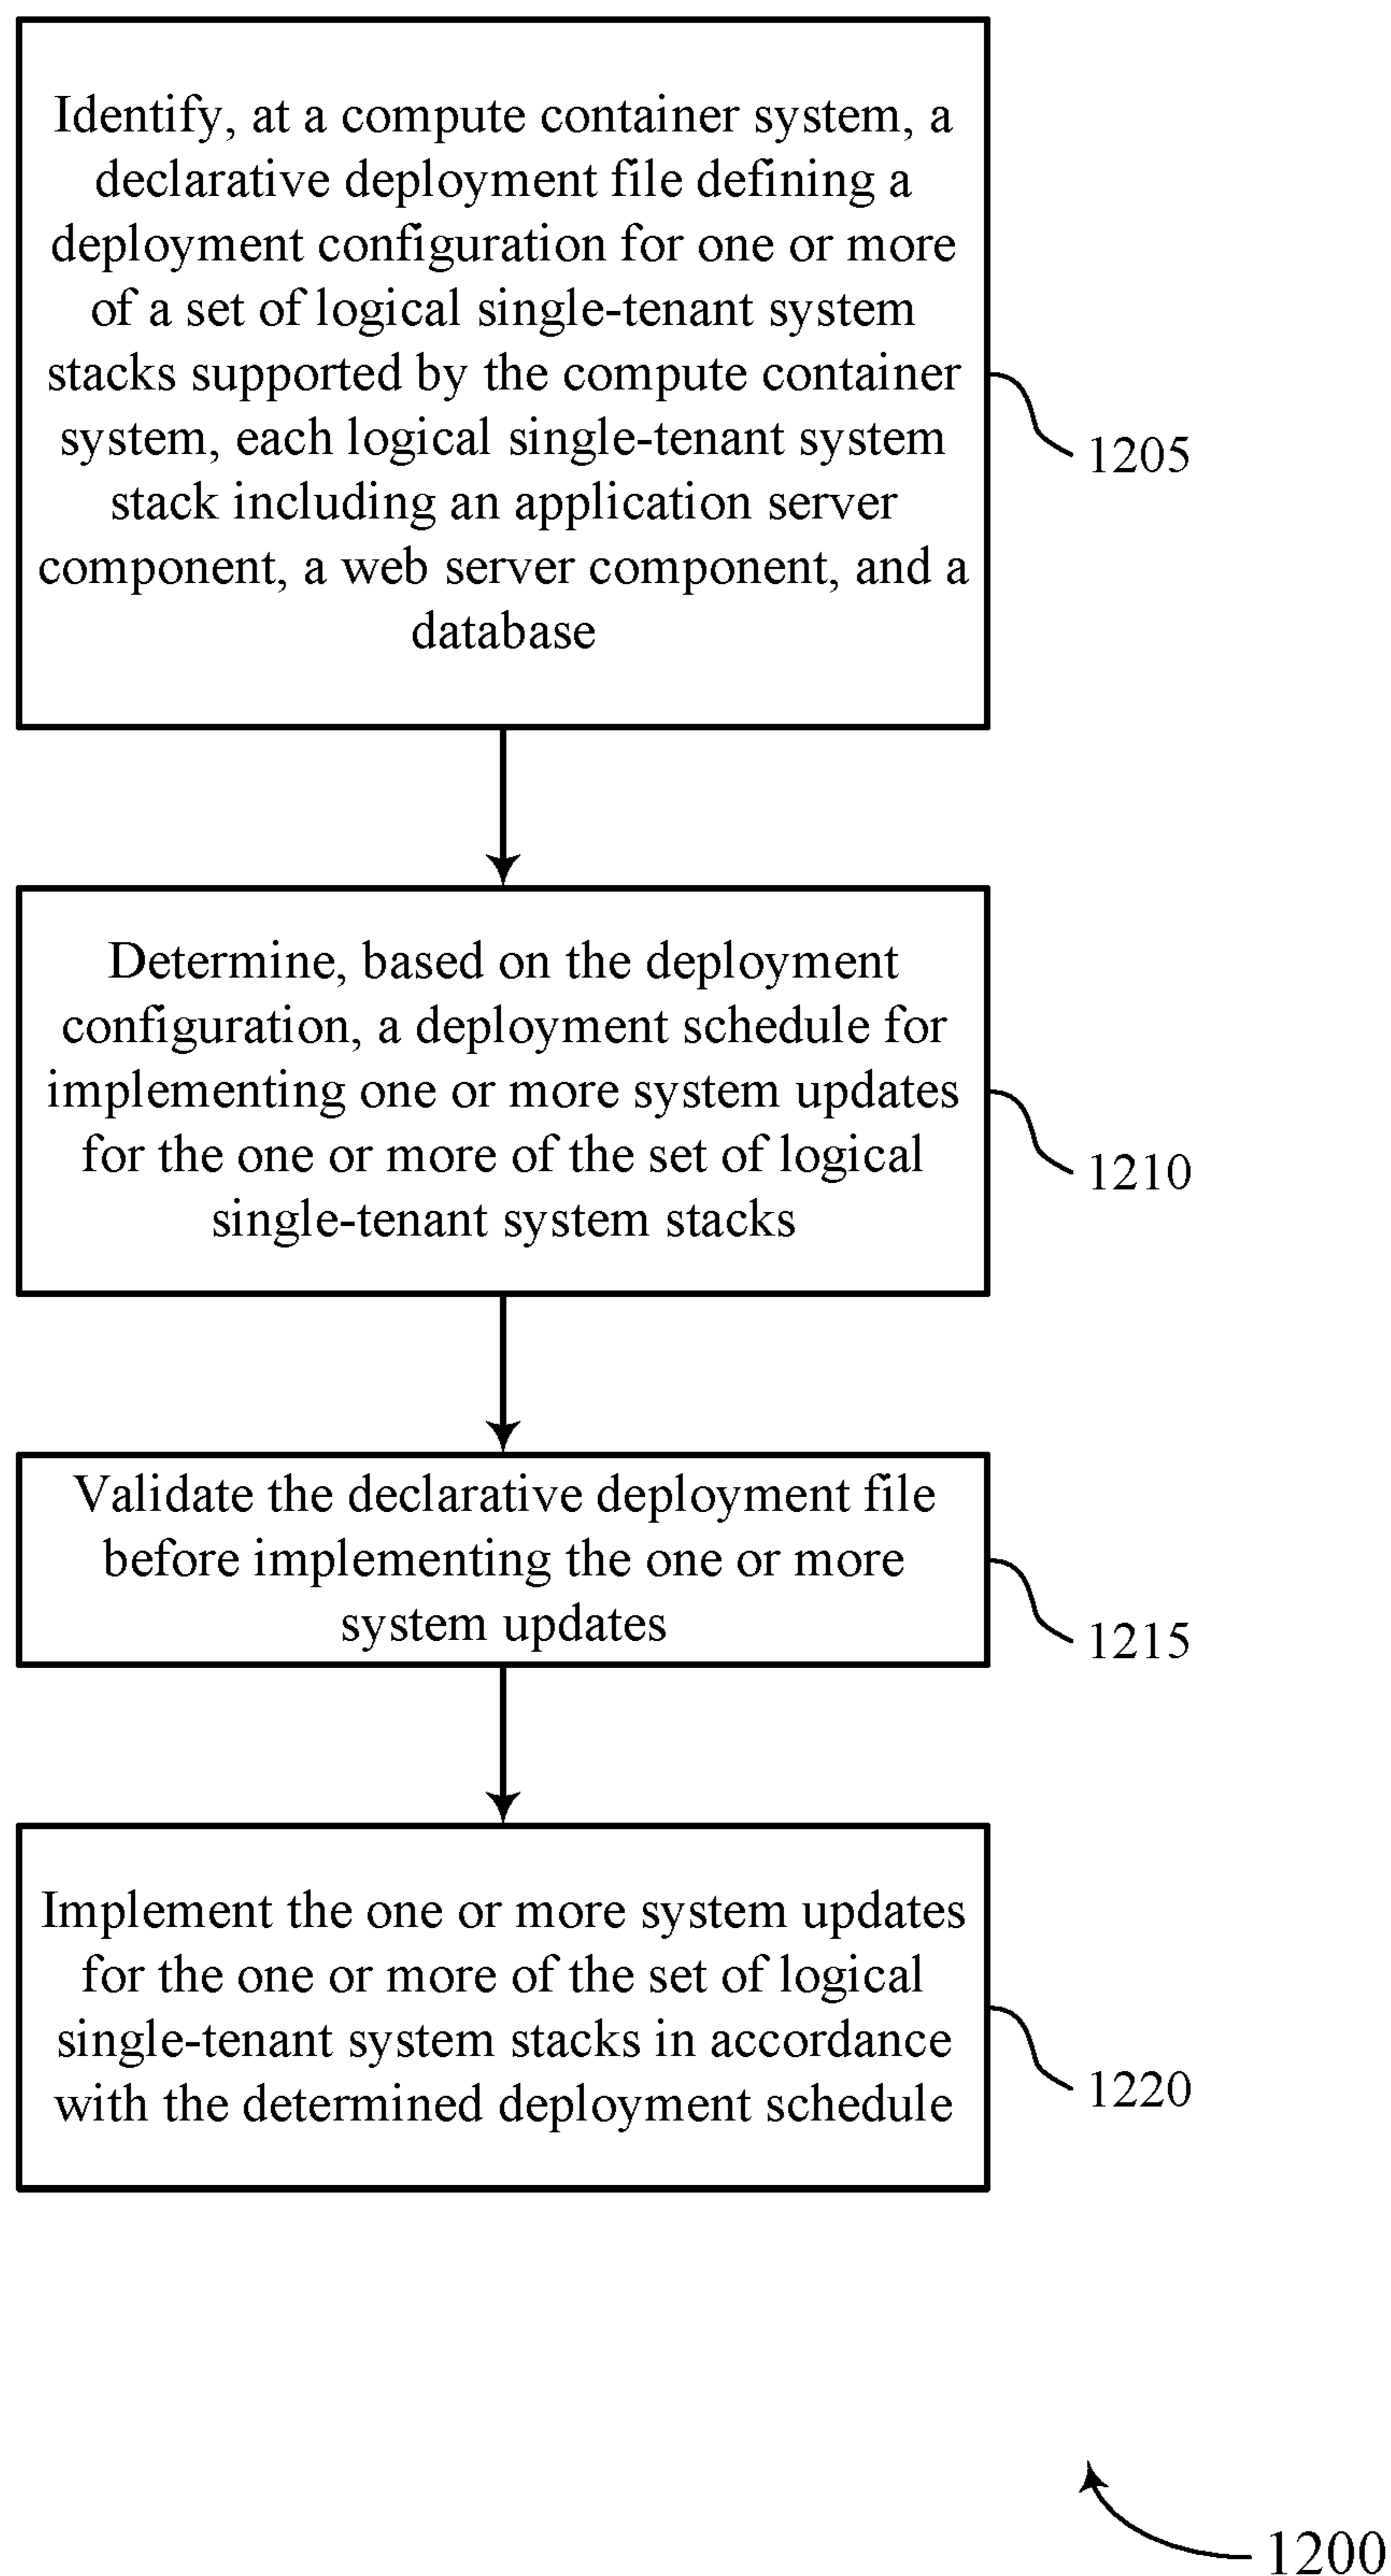 Identify, at a compute container system, a
declarative deployment file defining a
deployment configuration for one or more
of a set of logical single-tenant system
stacks supported by the compute container
system, each logical single-tenant system
stack including an application server
component, a web server component, and a
database
1205
Determine, based on the deployment
configuration, a deployment schedule for
implementing one or more system updates
for the one or more of the set of logical
single-tenant system stacks
1210
Validate the declarative deployment file
before implementing the one or more
system updates
1215
Implement the one or more system updates
for the one or more of the set of logical
single-tenant system stacks in accordance
with the determined deployment schedule
1220
1200